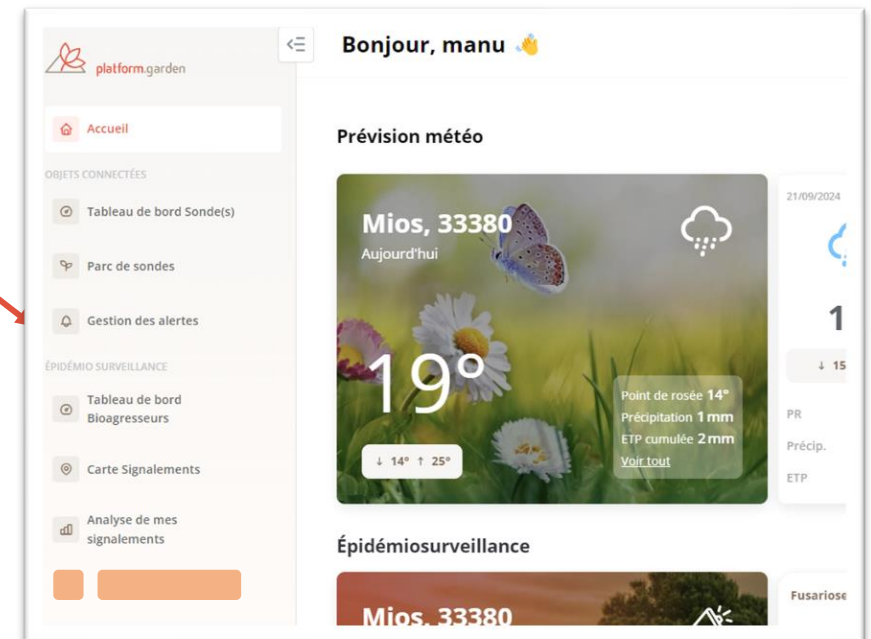 platform.garden
Accueil
OBJETS CONNECTÉES
Tableau de bord Sonde(s)
Parc de sondes
Gestion des alertes
ÉPIDÉMIO SURVEILLANCE
Tableau de bord
Bioagresseurs
Carte Signalements
Analyse de mes
signalements
Bonjour, manu 👋
Prévision météo
Mios, 33380
Aujourd'hui
19°
↓ 14° ↑ 25°
Point de rosée 14°
Précipitation 1 mm
ETP cumulée 2 mm
Voir tout
21/09/2024
1
↓ 15
PR
Précip.
ETP
Épidémiosurveillance
Mios, 33380
Fusariose